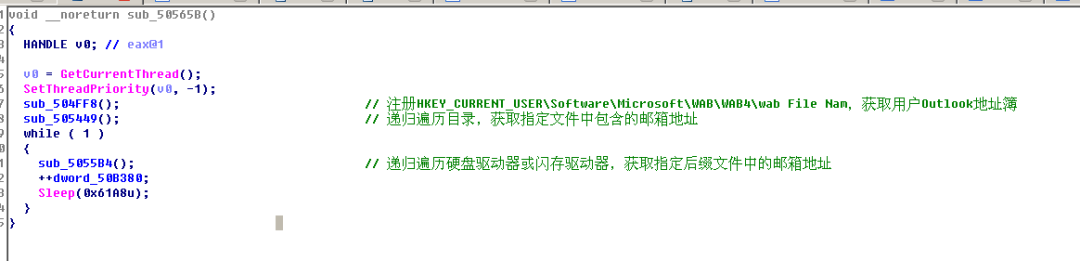 void __noreturn sub_50565B()
{
HANDLE v0; // eax@1
v0 = GetCurrentThread();
SetThreadPriority(v0, -1);
sub_504FF8(); // 注册HKEY_CURRENT_USER\Software\Microsoft\WAB\WAB4\wab File Nam, 获取用户Outlook地址簿
sub_505449(); // 递归遍历目录，获取指定文件中包含的邮箱地址
while ( 1 )
{
sub_5055B4(); // 递归遍历硬盘驱动器或闪存驱动器，获取指定后缀文件中的邮箱地址
++dword_50B380;
Sleep(0x61A8u);
}
}